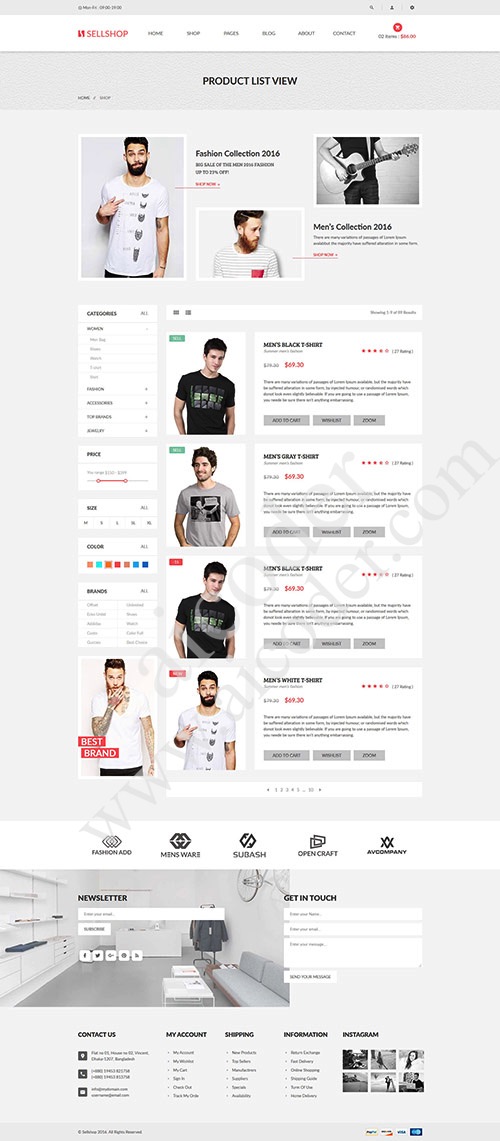 Mon-Fri : 09:00-19:00
SELLSHOP
HOME SHOP PAGES BLOG ABOUT CONTACT
02 Items : $66.00
PRODUCT LIST VIEW
HOME / SHOP
Fashion Collection 2016
BIG SALE OF THE MEN 2016 FASHION
UP TO 25% OFF!
SHOP NOW
Men's Collection 2016
There are many variations of passages of Lorem Ipsum
available but the majority have suffered alteration in some form.
SHOP NOW
CATEGORIES ALL
WOMEN -
Men Bag
Shoes
Watch
T-shirt
Shirt
FASHION +
ACCESSORIES +
TOP BRANDS +
JEWELRY +
PRICE
You range $150 - $269
SIZE ALL
M S L SL XL
COLOR ALL
BRANDS ALL
Watch
Color Fall
Gamces Best Choice
BEST
BRAND
Showing 1-9 of 89 Results
MEN'S BLACK T-SHIRT
Summer men's fashion
( 27 Rating )
$79.30 $69.30
There are many variations of passages of Lorem Ipsum available, but the majority have
be suffered alteration in some form, by injected humour, or randomised words which
donot look even slightly believable. If you are going to use a passage of Lorem Ipsum,
you neede be sure there isn't anything embarrassing.
ADD TO CART WISHLIST ZOOM
MEN'S GRAY T-SHIRT
Summer men's fashion
( 27 Rating )
$79.30 $69.30
There are many variations of passages of Lorem Ipsum available, but the majority have
be suffered alteration in some form, by injected humour, or randomised words which
donot look even slightly believable. If you are going to use a passage of Lorem Ipsum,
you neede be sure there isn't anything embarrassing.
ADD TO CART WISHLIST ZOOM
MEN'S BLACK T-SHIRT
Summer men's fashion
( 27 Rating )
$79.30 $69.30
There are many variations of passages of Lorem Ipsum available, but the majority have
be suffered alteration in some form, by injected humour, or randomised words which
donot look even slightly believable. If you are going to use a passage of Lorem Ipsum,
you neede be sure there isn't anything embarrassing.
ADD TO CART WISHLIST ZOOM
NEW
MEN'S WHITE T-SHIRT
Summer men's fashion
( 27 Rating )
$79.30 $69.30
There are many variations of passages of Lorem Ipsum available, but the majority have
be suffered alteration in some form, by injected humour, or randomised words which
donot look even slightly believable. If you are going to use a passage of Lorem Ipsum,
you neede be sure there isn't anything embarrassing.
ADD TO CART WISHLIST ZOOM
1 2 3 4 5 ... 10
www.aicoder.com
FASHION ADD MENS WARE SUBASH OPEN CRAFT AVCOMPANY
NEWSLETTER
Enter your email...
SUBSCRIBE
GET IN TOUCH
Enter your Name...
Enter your email...
Enter your message...
SEND YOUR MESSAGE
CONTACT US
Flat no 03, House no 02, Vincent,
Dhaka 5207, Bangladesh
(+880) 19453 821758
(+880) 19453 821758
username@email.com
MY ACCOUNT
My Account
My Wishlist
My Cart
Sign In
Check Out
Track My Orde
SHIPPING
New Products
Top Sellers
Manufactirers
Suppliers
Specials
Availability
INFORMATION
Return Exchange
Fast Delivery
Online Shopping
Shipping Guide
Turm Of Use
Home Delivery
INSTAGRAM
© Sellshop 2016. All Rights Reserved.
PayPal VISA